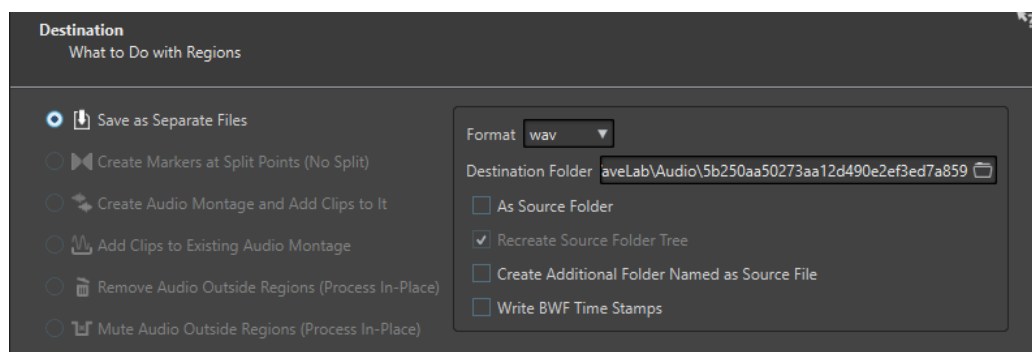 Destination
What to Do with Regions
Save as Separate Files
Create Markers at Split Points (No Split)
Create Audio Montage and Add Clips to It
Add Clips to Existing Audio Montage
Remove Audio Outside Regions (Process In-Place)
Mute Audio Outside Regions (Process In-Place)
Format wav
Destination Folder aveLab\Audio\5b250aa50273aa12d490e2ef3ed7a859
As Source Folder
Recreate Source Folder Tree
Create Additional Folder Named as Source File
Write BWF Time Stamps